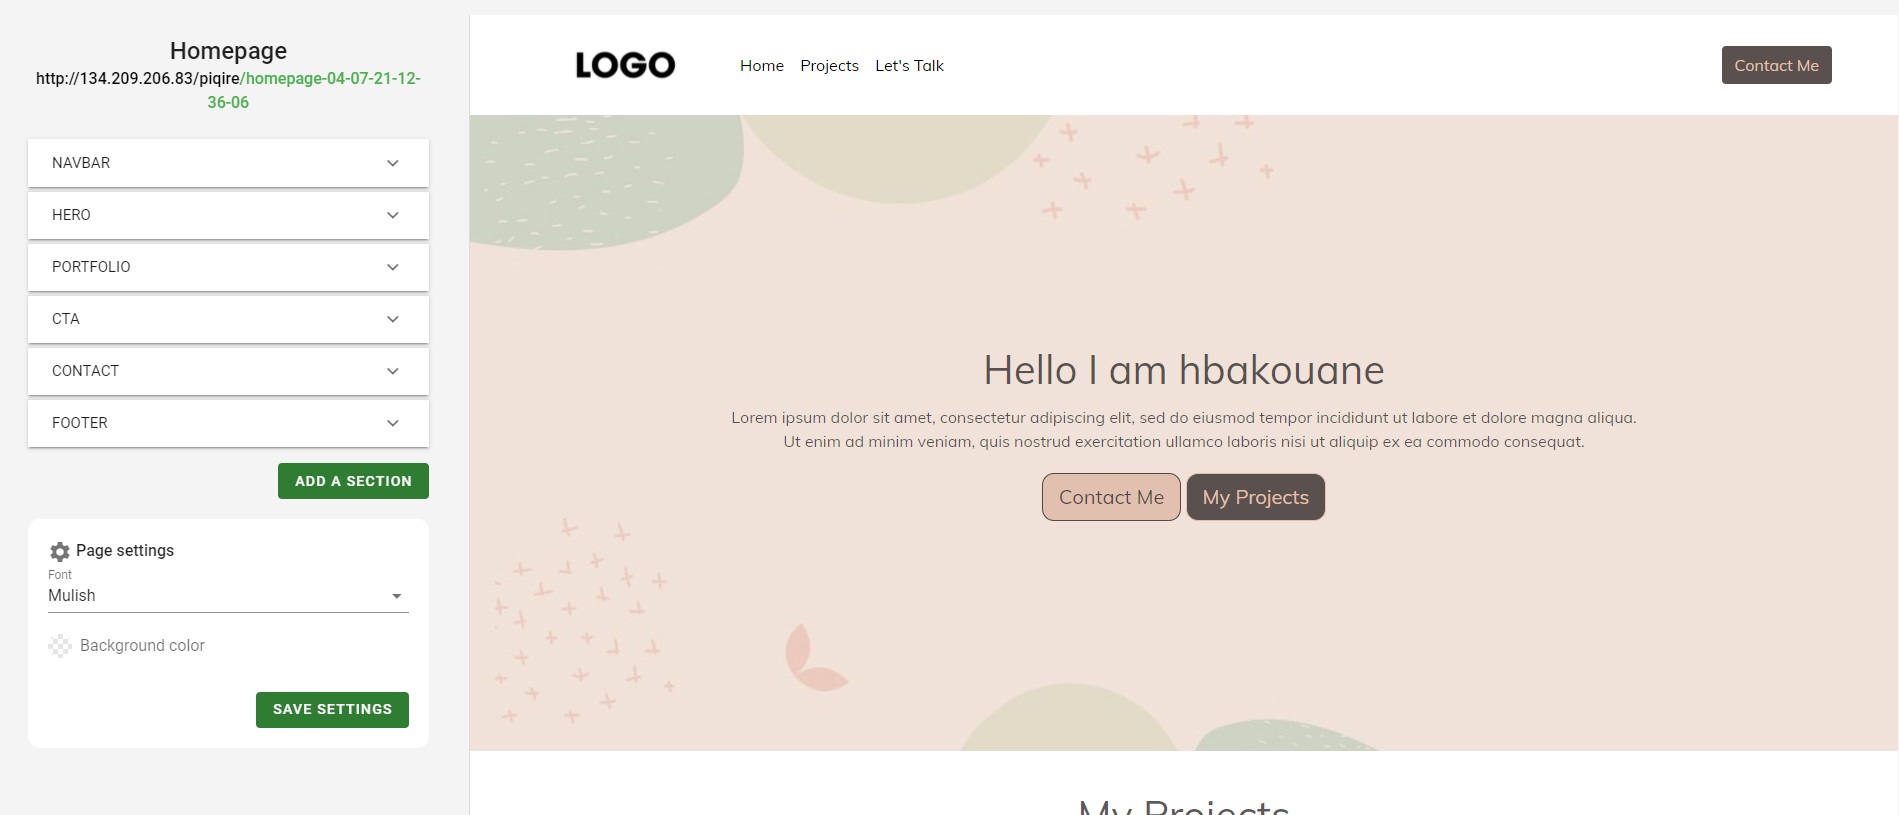 Homepage
http://134.209.206.83/piqire/homepage-04-07-21-12-
36-06
NAVBAR
HERO
PORTFOLIO
CTA
CONTACT
FOOTER
ADD A SECTION
Page settings
Font
Mulish
Background color
SAVE SETTINGS
LOGO Home Projects Let's Talk Contact Me
Hello I am hbakouane
Lorem ipsum dolor sit amet, consectetur adipiscing elit, sed do eiusmod tempor incididunt ut labore et dolore magna aliqua.
Ut enim ad minim veniam, quis nostrud exercitation ullamco laboris nisi ut aliquip ex ea commodo consequat.
Contact Me My Projects
My Projects